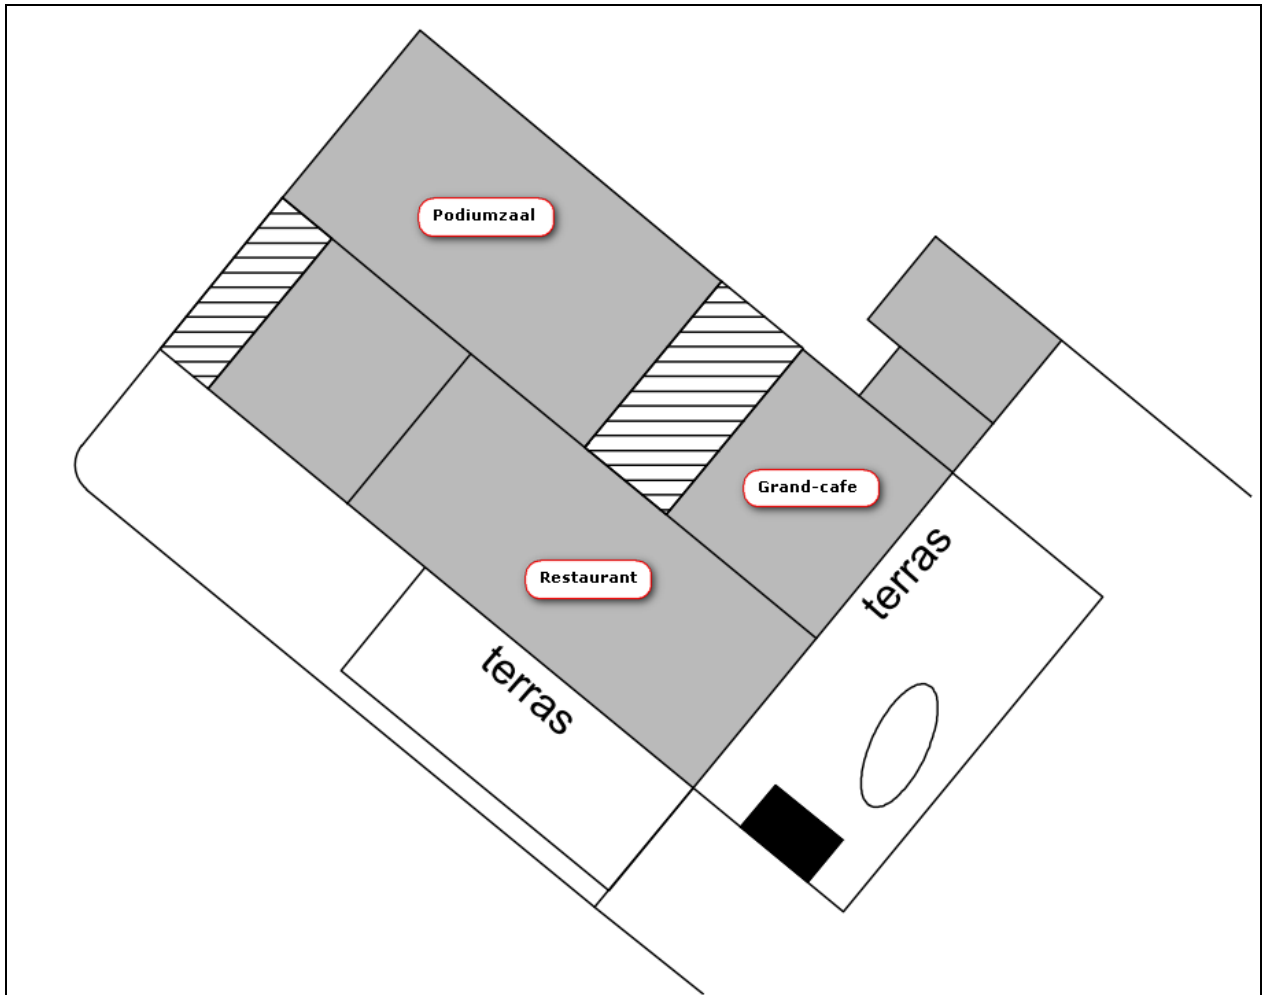 Podiumzaal
Grand-cafe
Restaurant
terras
terras